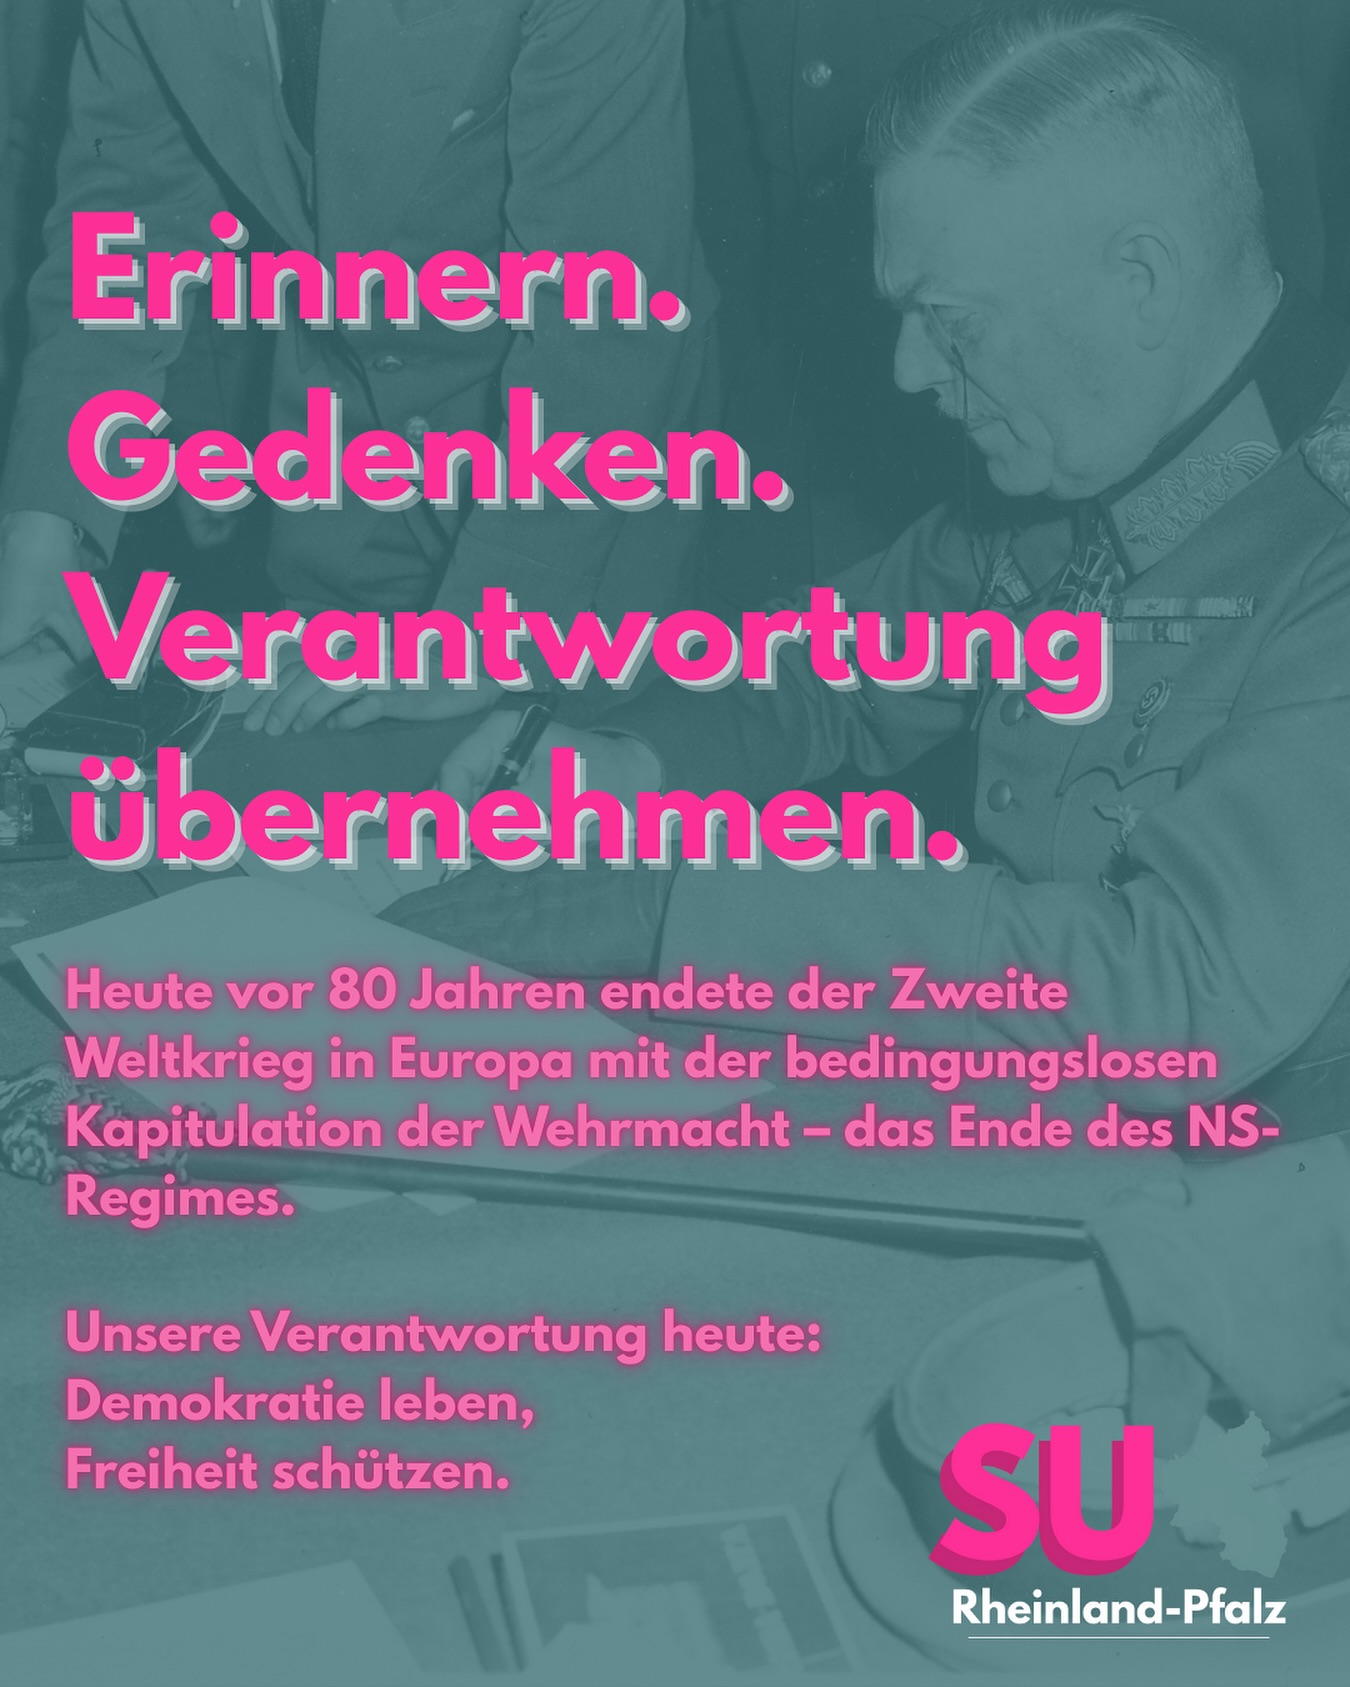 Erinnern.
Gedenken.
Verantwortung
übernehmen.
Heute vor 80 Jahren endete der Zweite
Weltkrieg in Europa mit der bedingungslosen
Kapitulation der Wehrmacht – das Ende des NS-
Regimes.
Unsere Verantwortung heute:
Demokratie leben,
Freiheit schützen.
SU
Rheinland-Pfalz